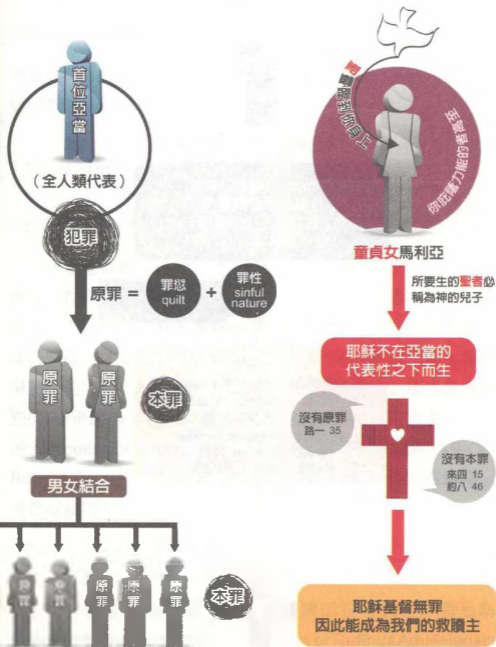 首位亞當
（全人類代表）
犯罪
原罪 = 罪愆 quilt + 罪性 sinful nature
原罪
原罪
本罪
男女結合
原罪
原罪
原罪
本罪
至高者的能力蔭庇你
童貞女馬利亞
所要生的聖者必
稱為神的兒子
耶穌不在亞當的
代表性之下而生
沒有原罪
路一 35
沒有本罪
來四 15
約八 46
耶穌基督無罪
因此能成為我們的救贖主